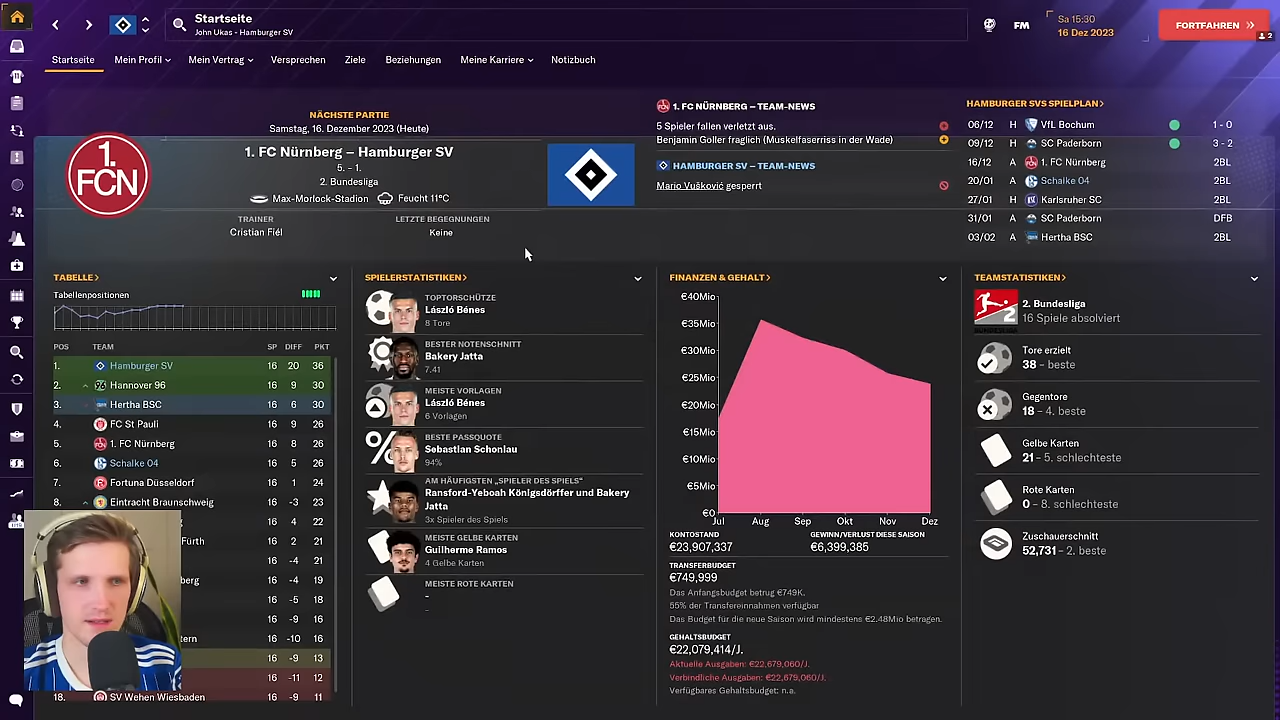 Startseite
John Ukas - Hamburger SV
FM
Sa 15:30
16 Dez 2023
FORTFAHREN
2
Startseite
Mein Profil
Mein Vertrag
Versprechen
Ziele
Beziehungen
Meine Karriere
Notizbuch
NÄCHSTE PARTIE
Samstag, 16. Dezember 2023 (Heute)
1. FC Nürnberg – Hamburger SV
5. – 1.
2. Bundesliga
Max-Morlock-Stadion
Feucht 11°C
TRAINER
Cristian Fiél
LETZTE BEGEGNUNGEN
Keine
1. FCN
1. FC NÜRNBERG – TEAM-NEWS
5 Spieler fallen verletzt aus.
Benjamin Goller fraglich (Muskelfaserriss in der Wade)
HAMBURGER SV – TEAM-NEWS
Mario Vušković gesperrt
HAMBURGER SVS SPIELPLAN>
06/12 H VfL Bochum 1 - 0
09/12 H SC Paderborn 3 - 2
16/12 A 1. FC Nürnberg 2BL
20/01 A Schalke 04 2BL
27/01 H Karlsruher SC 2BL
31/01 A SC Paderborn DFB
03/02 A Hertha BSC 2BL
TABELLE>
Tabellenpositionen
POS TEAM SP DIFF PKT
1. Hamburger SV 16 20 36
2. Hannover 96 16 9 30
3. Hertha BSC 16 6 30
4. FC St Pauli 16 9 26
5. 1. FC Nürnberg 16 8 26
6. Schalke 04 16 5 26
7. Fortuna Düsseldorf 16 1 24
8. Eintracht Braunschweig 16 -3 23
16 4 22
Fürth 16 2 21
16 -4 21
berg 16 -4 19
16 -5 18
16 -9 16
tern 16 -10 16
16 -9 13
16 -11 12
18. SV Wehen Wiesbaden 16 -9 11
SPIELERSTATISTIKEN>
TOPTORSCHÜTZE
László Bénes
8 Tore
BESTER NOTENSCHNITT
Bakery Jatta
7.41
MEISTE VORLAGEN
László Bénes
6 Vorlagen
BESTE PASSQUOTE
Sebastian Schonlau
94%
AM HÄUFIGSTEN „SPIELER DES SPIELS“
Ransford-Yeboah Königsdörffer und Bakery
Jatta
3x Spieler des Spiels
MEISTE GELBE KARTEN
Guilherme Ramos
4 Gelbe Karten
MEISTE ROTE KARTEN
-
-
FINANZEN & GEHALT>
€40Mio
€35Mio
€30Mio
€25Mio
€20Mio
€15Mio
€10Mio
€5Mio
€0
Jul Aug Sep Okt Nov Dez
KONTOSTAND
€23,907,337
GEWINN/VERLUST DIESE SAISON
€6,399,385
TRANSFERBUDGET
€749,999
Das Anfangsbudget betrug €749K.
55% der Transfereinnahmen verfügbar
Das Budget für die neue Saison wird mindestens €2.48Mio betragen.
GEHALTSBUDGET
€22,079,414/J.
Aktuelle Ausgaben: €22,679,060/J.
Verbindliche Ausgaben: €22,679,060/J.
Verfügbares Gehaltsbudget: n.a.
TEAMSTATISTIKEN>
2. Bundesliga
16 Spiele absolviert
Tore erzielt
38 – beste
Gegentore
18 – 4. beste
Gelbe Karten
21 – 5. schlechteste
Rote Karten
0 – 8. schlechteste
Zuschauerschnitt
52,731 – 2. beste